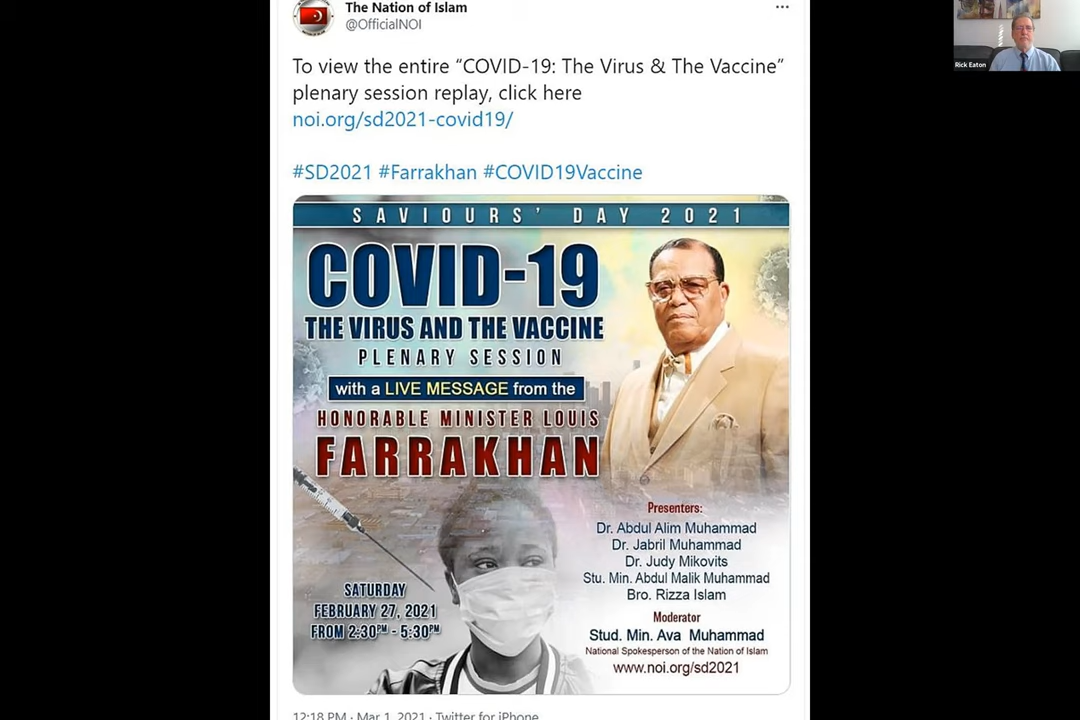 The Nation of Islam
@OfficialNOI
...
To view the entire “COVID-19: The Virus & The Vaccine”
plenary session replay, click here
noi.org/sd2021-covid19/
#SD2021 #Farrakhan #COVID19Vaccine
SAVIOURS' DAY 2021
COVID-19
THE VIRUS AND THE VACCINE
PLENARY SESSION
with a LIVE MESSAGE from the
HONORABLE MINISTER LOUIS
FARRAKHAN
SATURDAY
FEBRUARY 27, 2021
FROM 2:30PM - 5:30PM
Presenters:
Dr. Abdul Alim Muhammad
Dr. Jabril Muhammad
Dr. Judy Mikovits
Stu. Min. Abdul Malik Muhammad
Bro. Rizza Islam
Moderator
Stud. Min. Ava Muhammad
National Spokesperson of the Nation of Islam
www.noi.org/sd2021
12:18 PM · Mar 1, 2021 · Twitter for iPhone
Rick Eaton